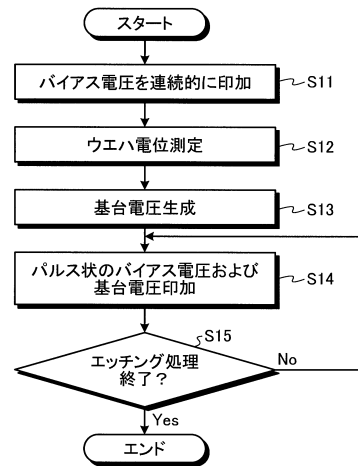 スタート
バイアス電圧を連続的に印加
S11
ウエハ電位測定
S12
基台電圧生成
S13
パルス状のバイアス電圧および
基台電圧印加
S14
S15
エッチング処理
終了?
No
Yes
エンド